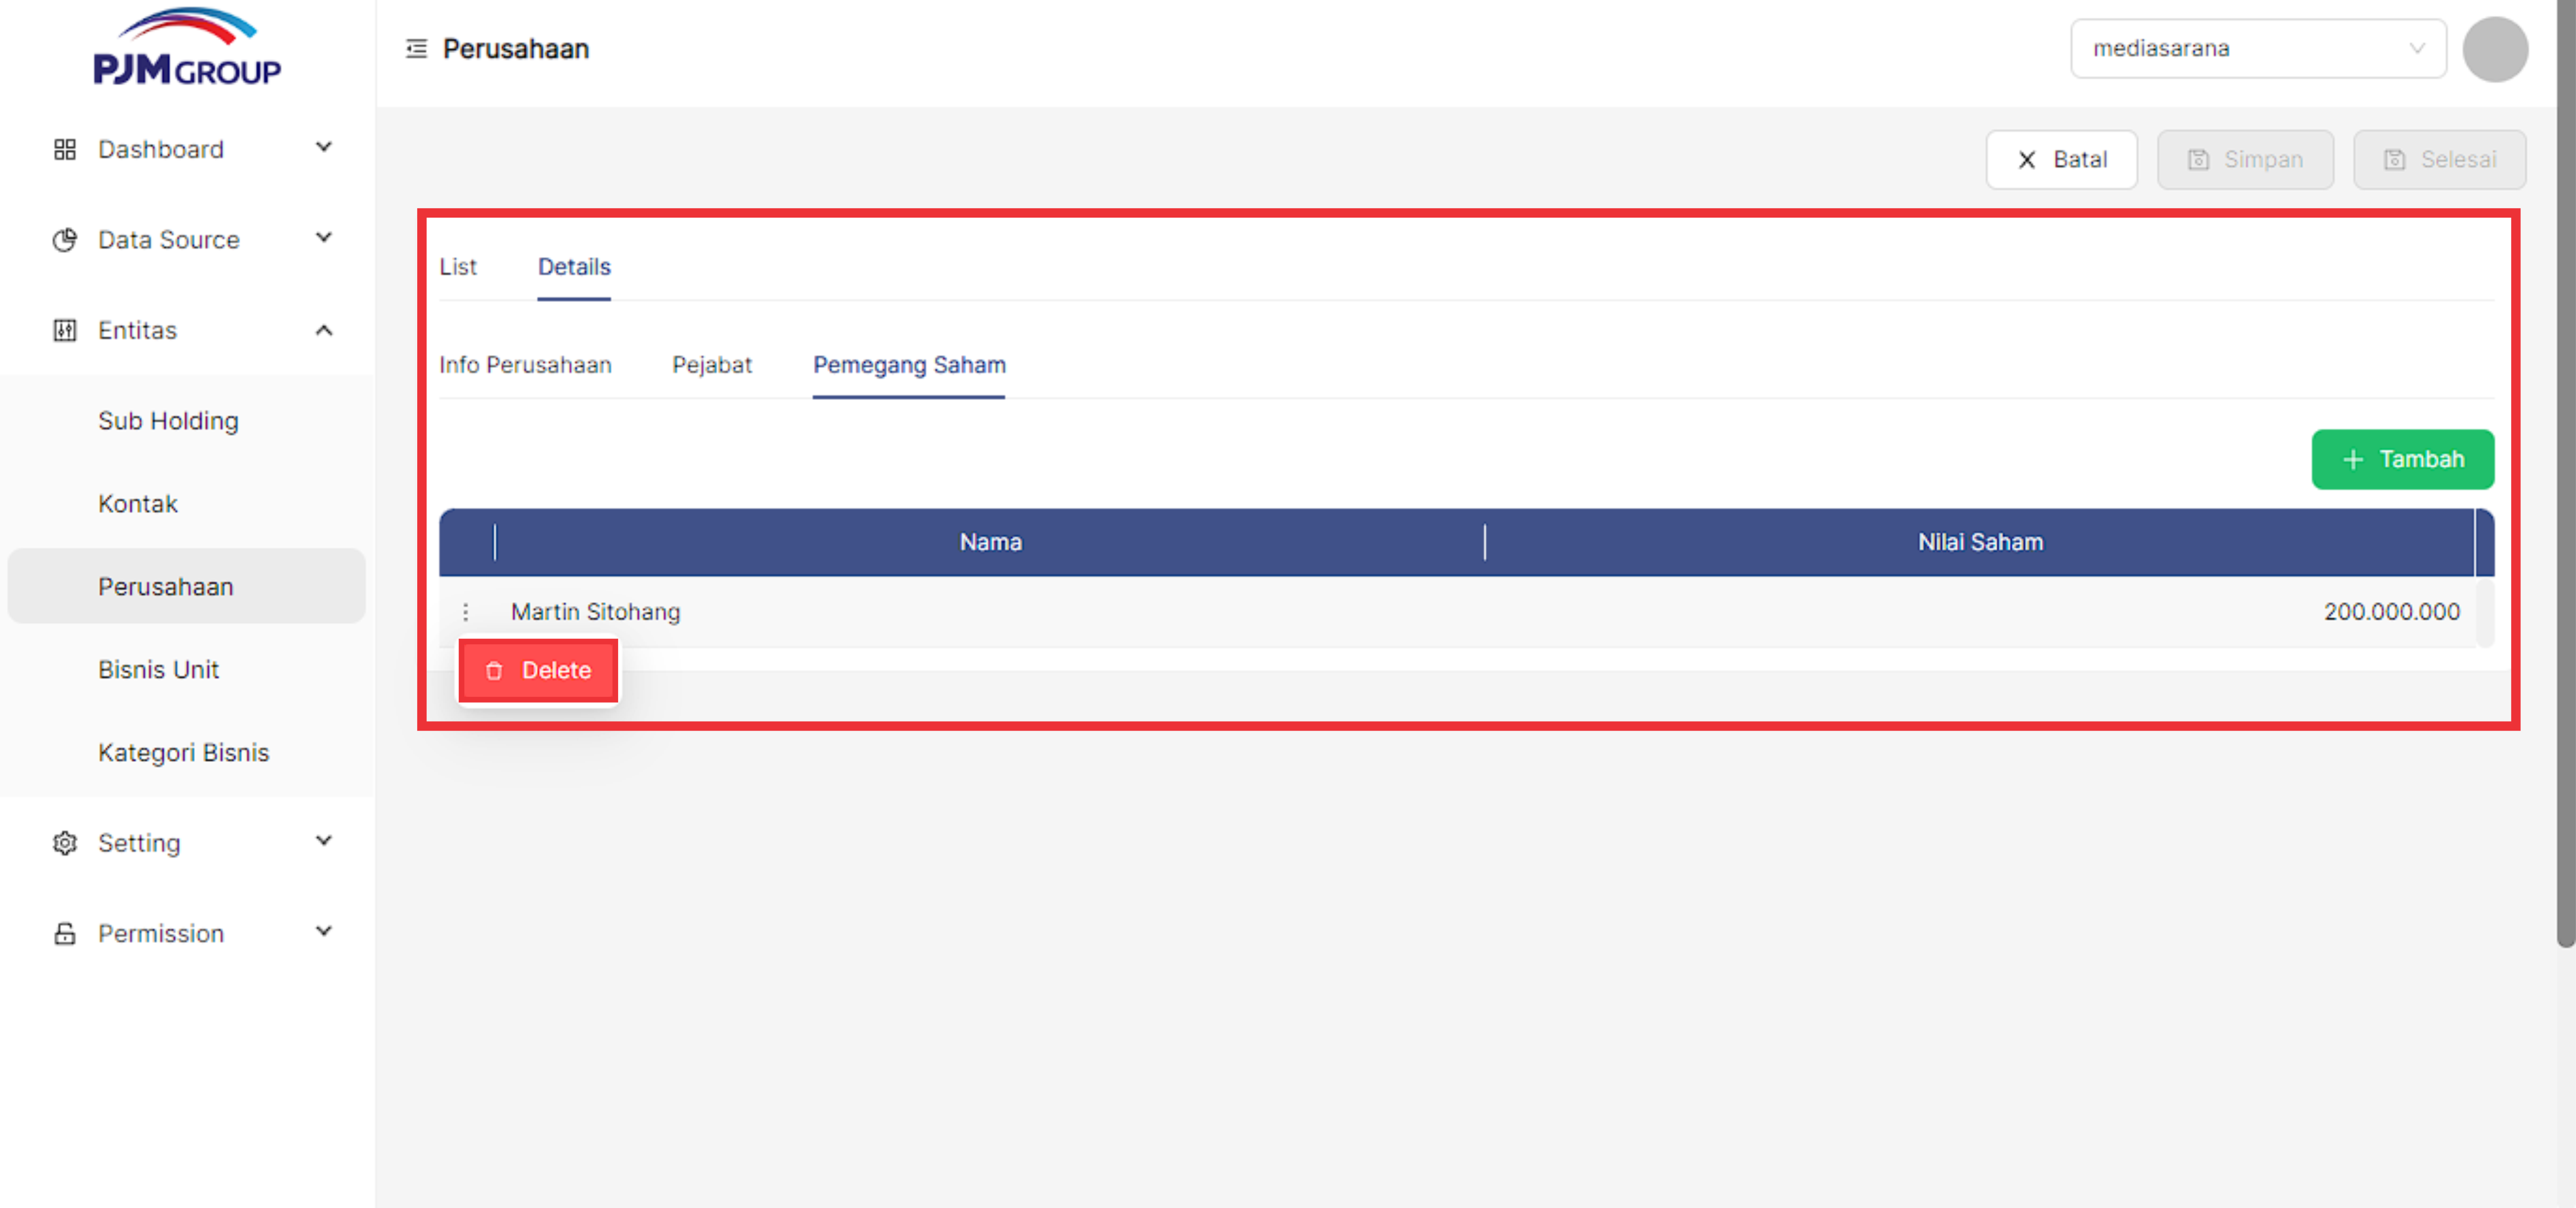 PJM GROUP
Perusahaan
mediasarana
Dashboard
Data Source
Entitas
Sub Holding
Kontak
Perusahaan
Bisnis Unit
Kategori Bisnis
Setting
Permission
Batal
Simpan
Selesai
List Details
Info Perusahaan Pejabat Pemegang Saham
+ Tambah
Nama Nilai Saham
Martin Sitohang 200.000.000
Delete